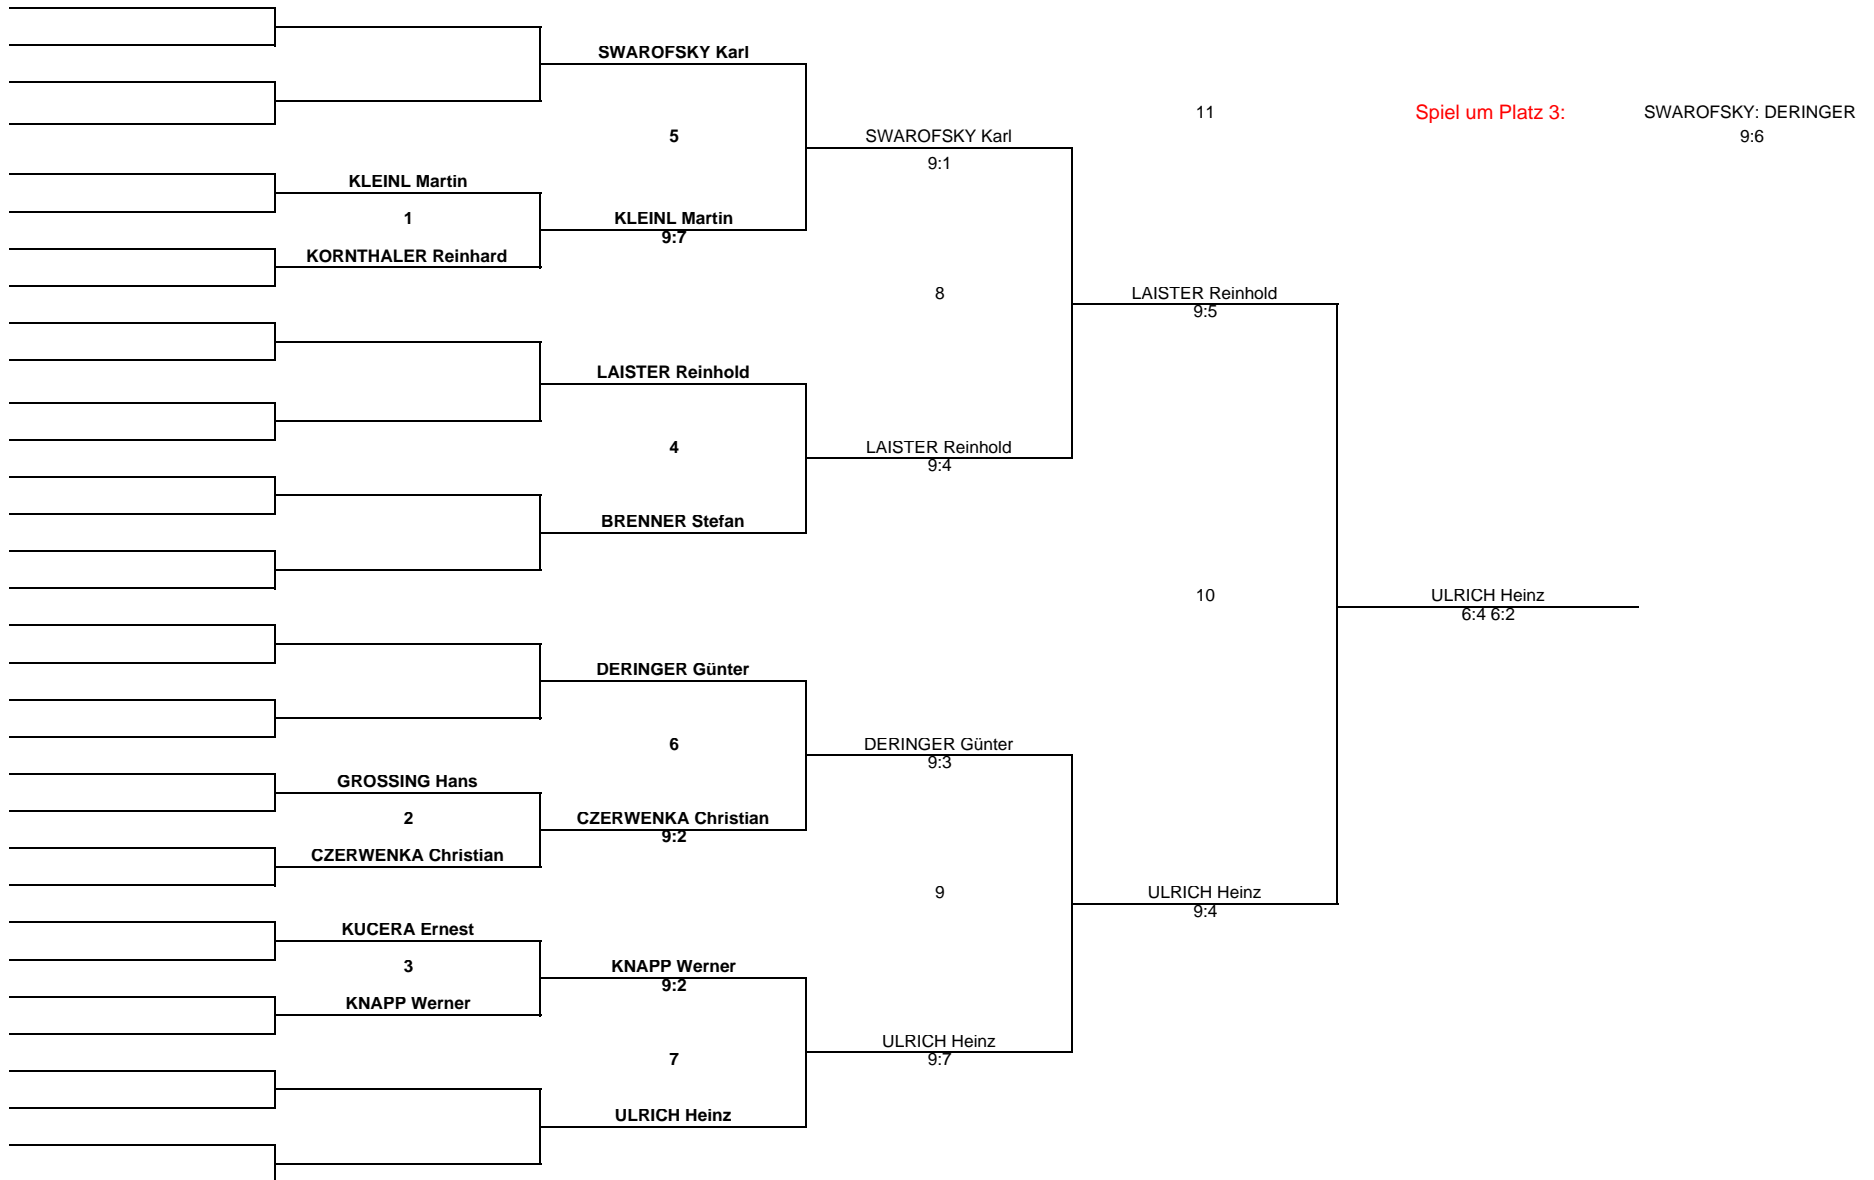 SWAROFSKY Karl
11
Spiel um Platz 3:
SWAROFSKY: DERINGER
5
SWAROFSKY Karl
9:6
9:1
KLEINL Martin
1
KLEINL Martin
9:7
KORNTHALER Reinhard
8
LAISTER Reinhold
9:5
LAISTER Reinhold
4
LAISTER Reinhold
9:4
BRENNER Stefan
10
ULRICH Heinz
6:4 6:2
DERINGER Günter
6
DERINGER Günter
9:3
GROSSING Hans
2
CZERWENKA Christian
9:2
CZERWENKA Christian
9
ULRICH Heinz
9:4
KUCERA Ernest
3
KNAPP Werner
9:2
KNAPP Werner
ULRICH Heinz
9:7
7
ULRICH Heinz